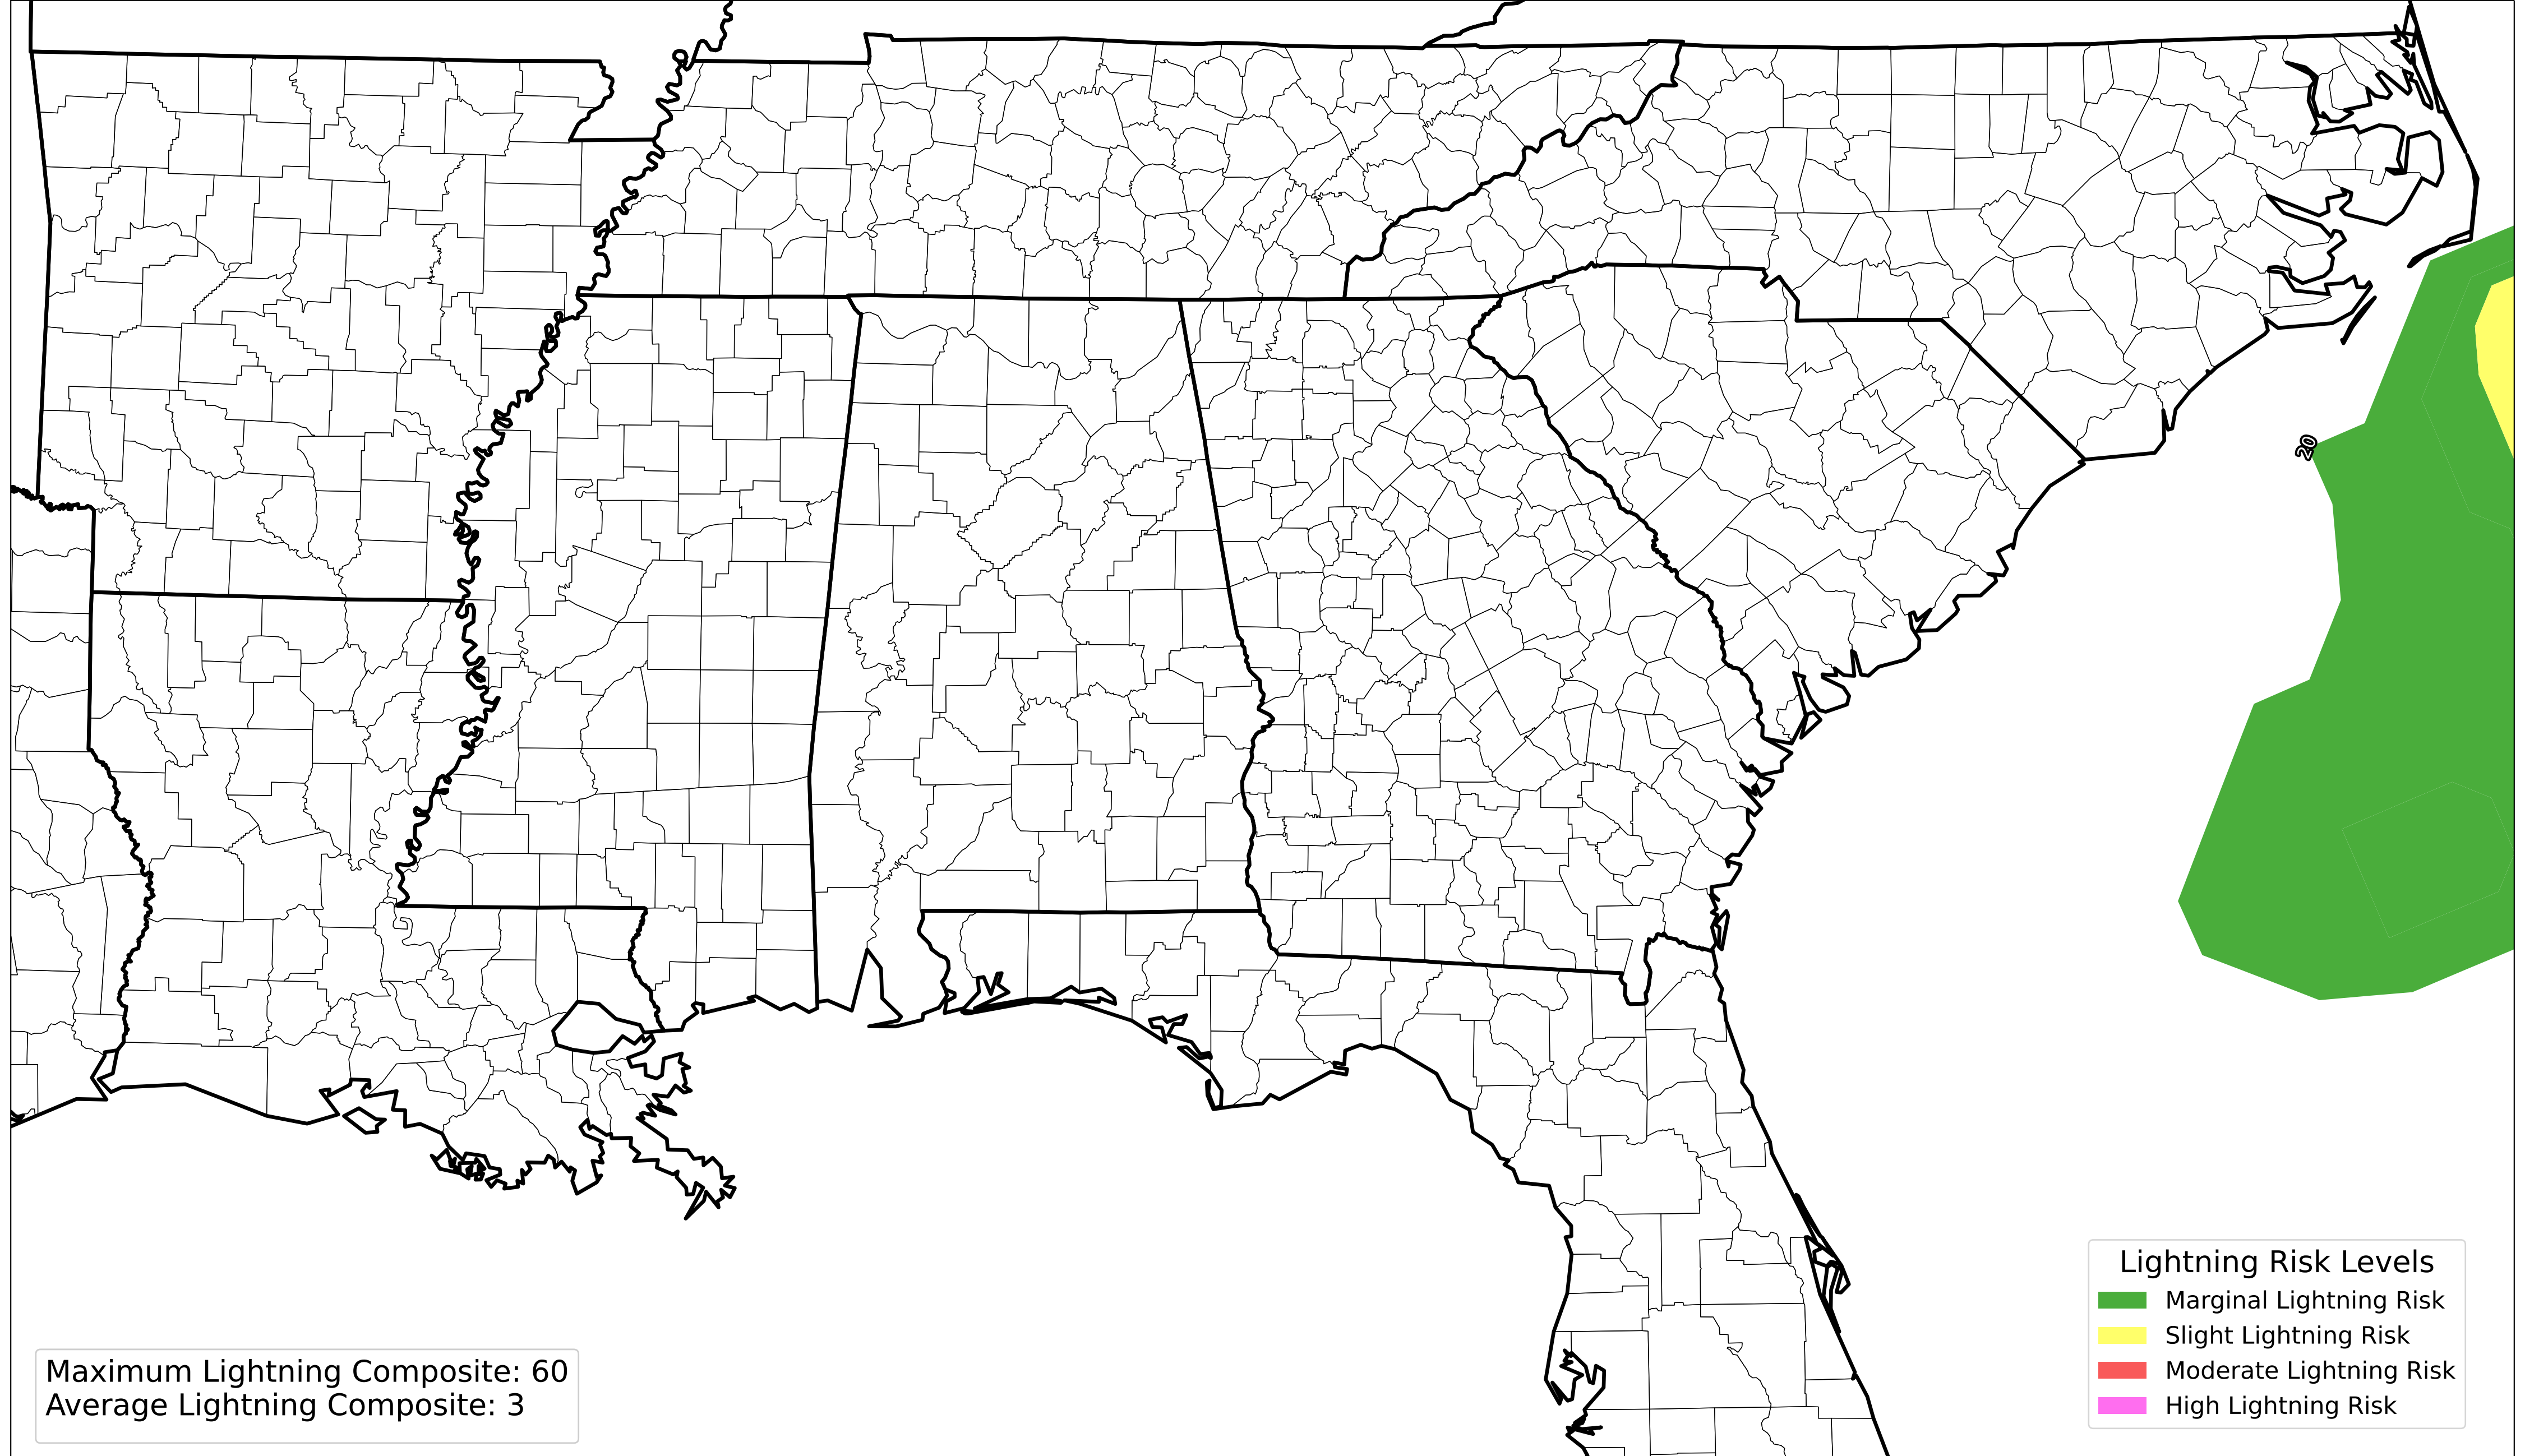 20
Lightning Risk Levels
Marginal Lightning Risk
Slight Lightning Risk
Moderate Lightning Risk
High Lightning Risk
Maximum Lightning Composite: 60
Average Lightning Composite: 3